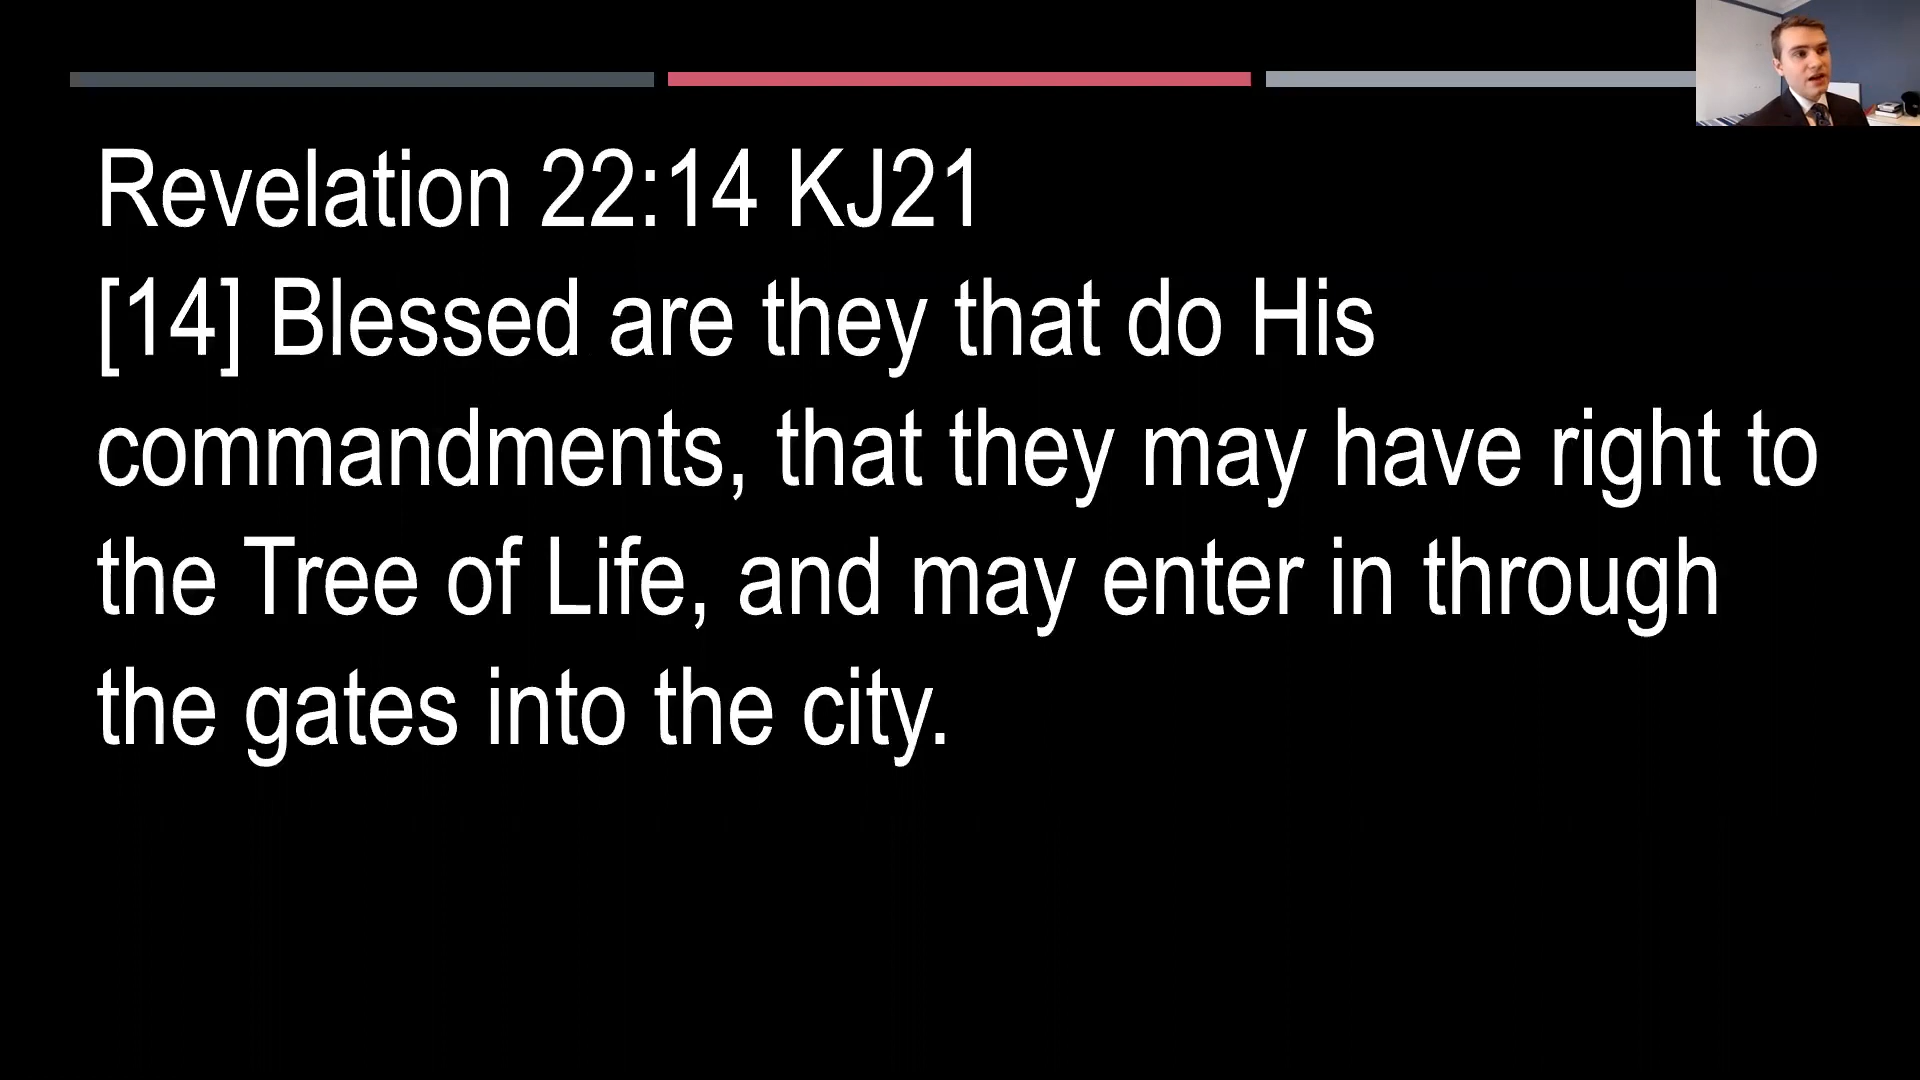 Revelation 22:14 KJ21
[14] Blessed are they that do His
commandments, that they may have right to
the Tree of Life, and may enter in through
the gates into the city.